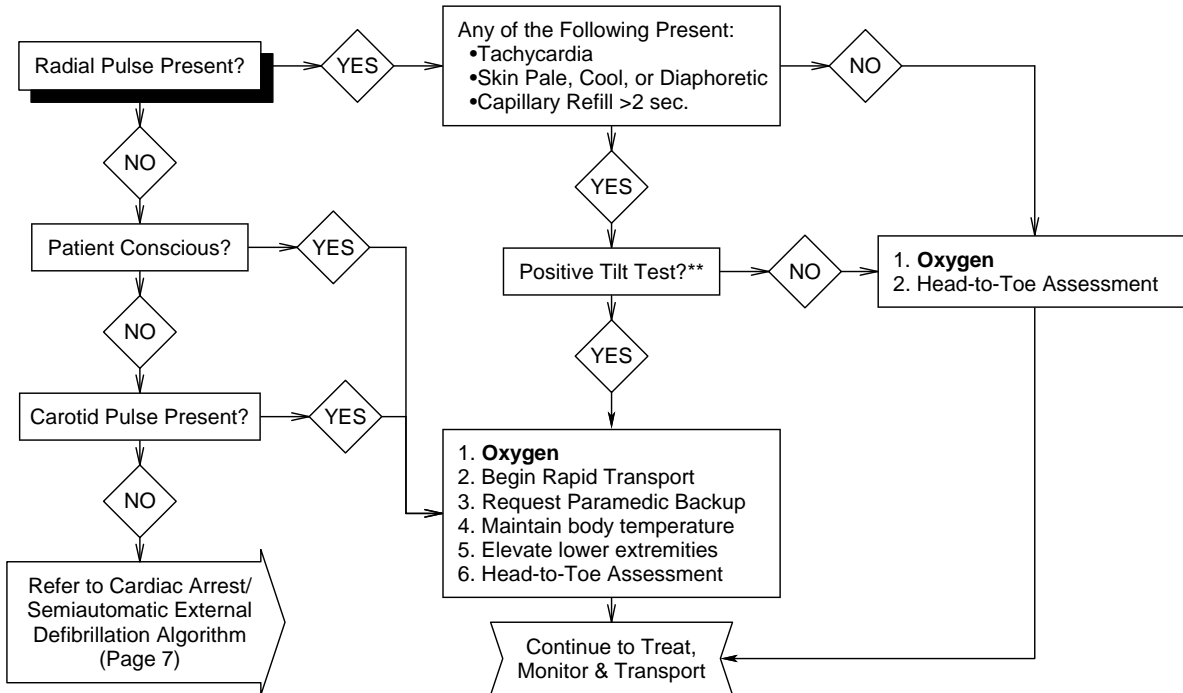 Radial Pulse Present?
YES
Any of the Following Present:
•Tachycardia
•Skin Pale, Cool, or Diaphoretic
•Capillary Refill >2 sec.
NO
NO
YES
Patient Conscious?
YES
Positive Tilt Test?**
NO
1. Oxygen
2. Head-to-Toe Assessment
NO
YES
Carotid Pulse Present?
YES
1. Oxygen
2. Begin Rapid Transport
3. Request Paramedic Backup
4. Maintain body temperature
5. Elevate lower extremities
6. Head-to-Toe Assessment
NO
Refer to Cardiac Arrest/
Semiautomatic External
Defibrillation Algorithm
(Page 7)
Continue to Treat,
Monitor & Transport